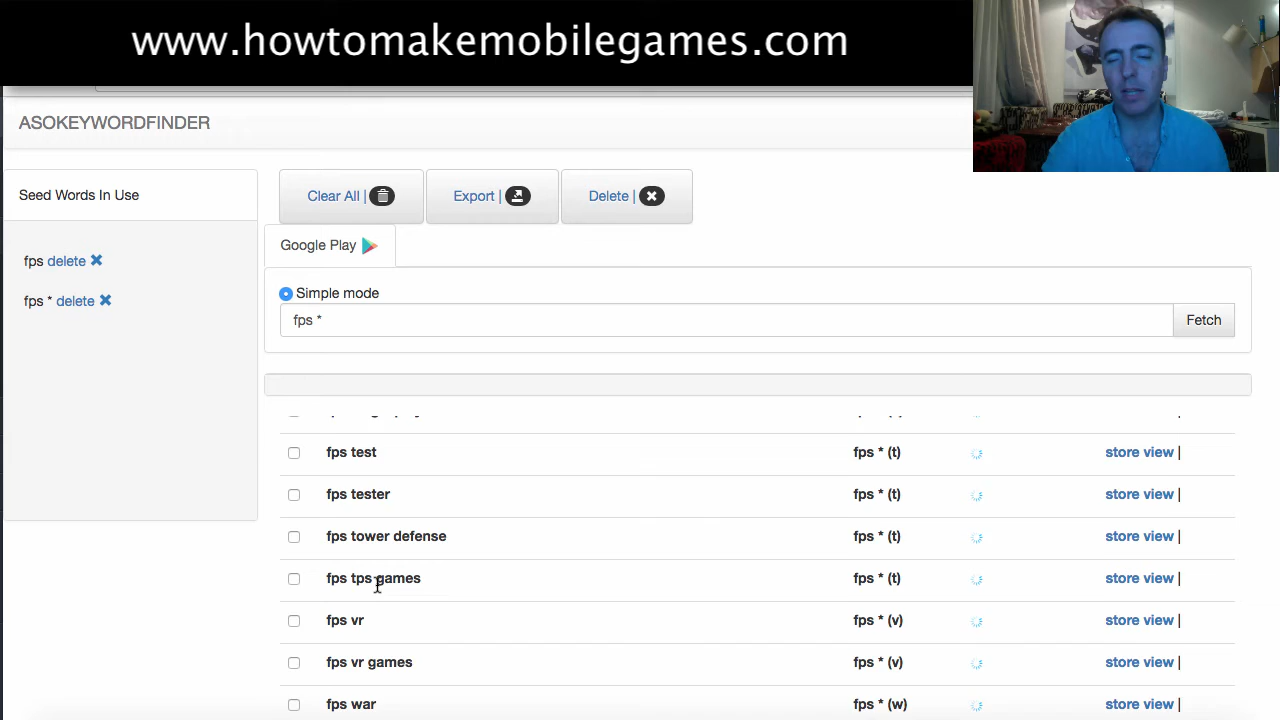 www.howtomakemobilegames.com
ASOKEYWORDFINDER
Seed Words In Use
fps delete
fps * delete
Clear All |
Export |
Delete |
Google Play
Simple mode
fps *
Fetch
fps test fps * (t) store view |
fps tester fps * (t) store view |
fps tower defense fps * (t) store view |
fps tps games fps * (t) store view |
fps vr fps * (v) store view |
fps vr games fps * (v) store view |
fps war fps * (w) store view |